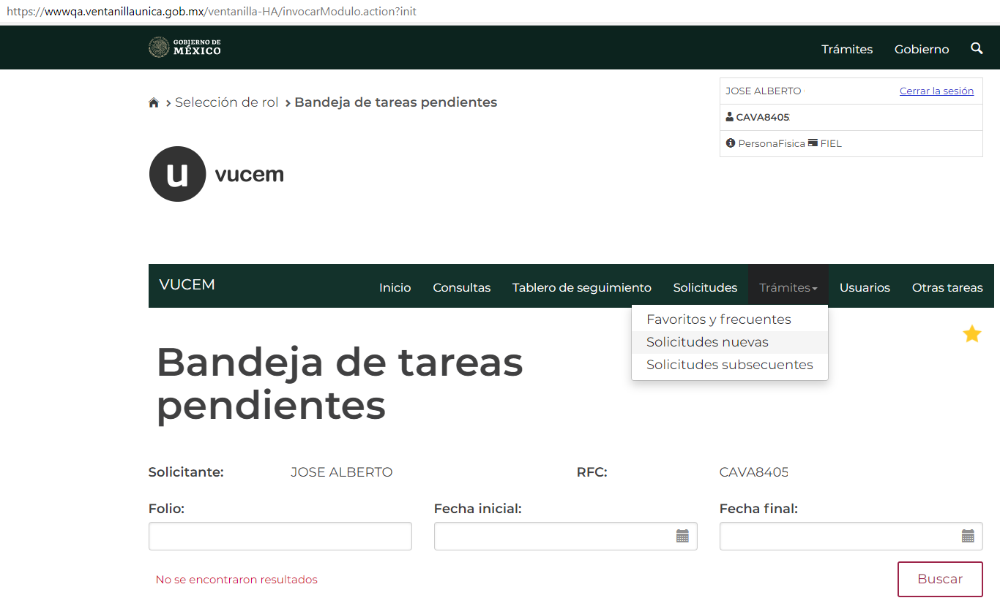 https://wwwqa.ventanillaunica.gob.mx/ventanilla-HA/invocarModulo.action?init
GOBIERNO DE
MÉXICO
Trámites Gobierno
JOSE ALBERTO Cerrar la sesión
> Selección de rol > Bandeja de tareas pendientes
CAVA8405
PersonaFisica FIEL
u vucem
VUCEM Inicio Consultas Tablero de seguimiento Solicitudes Trámites Usuarios Otras tareas
Favoritos y frecuentes
Solicitudes nuevas
Solicitudes subsecuentes
Bandeja de tareas
pendientes
Solicitante: JOSE ALBERTO RFC: CAVA8405
Folio: Fecha inicial: Fecha final:
No se encontraron resultados Buscar